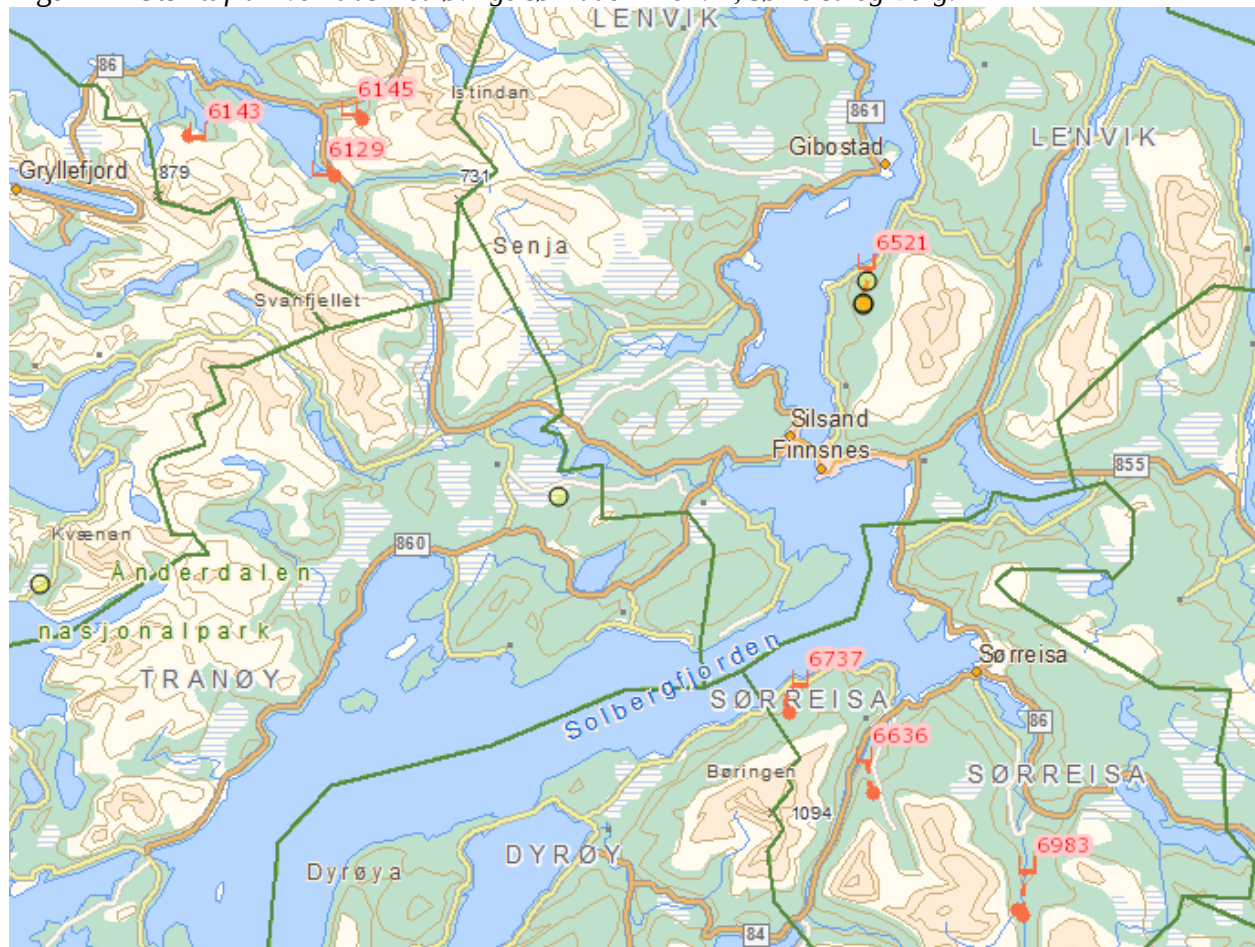 LENVIK
86
6145
Istindan
6143
861
LENVIK
Gibostad
6129
Gryllefjord
879
731
Senja
6521
Svanfjellet
Silsand
Finnsnes
855
860
Kvænan
Ånderdalen
nasjonalpark
TRANØY
Sørreisa
6737
SØRREISA
Solbergfjorden
86
6636
Børingen
SØRREISA
1094
6983
DYRØY
Dyrøya
84